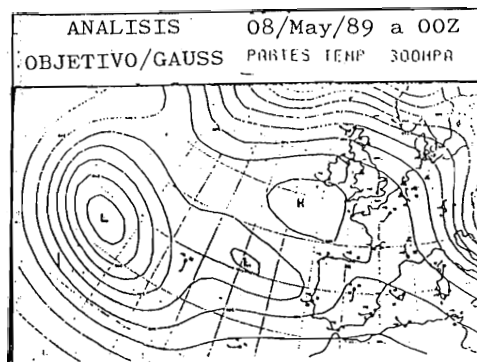 ANALISIS 08/May/89 a 00Z
OBJETIVO/GAUSS PARTES TEMP 300HPA
H
L
L